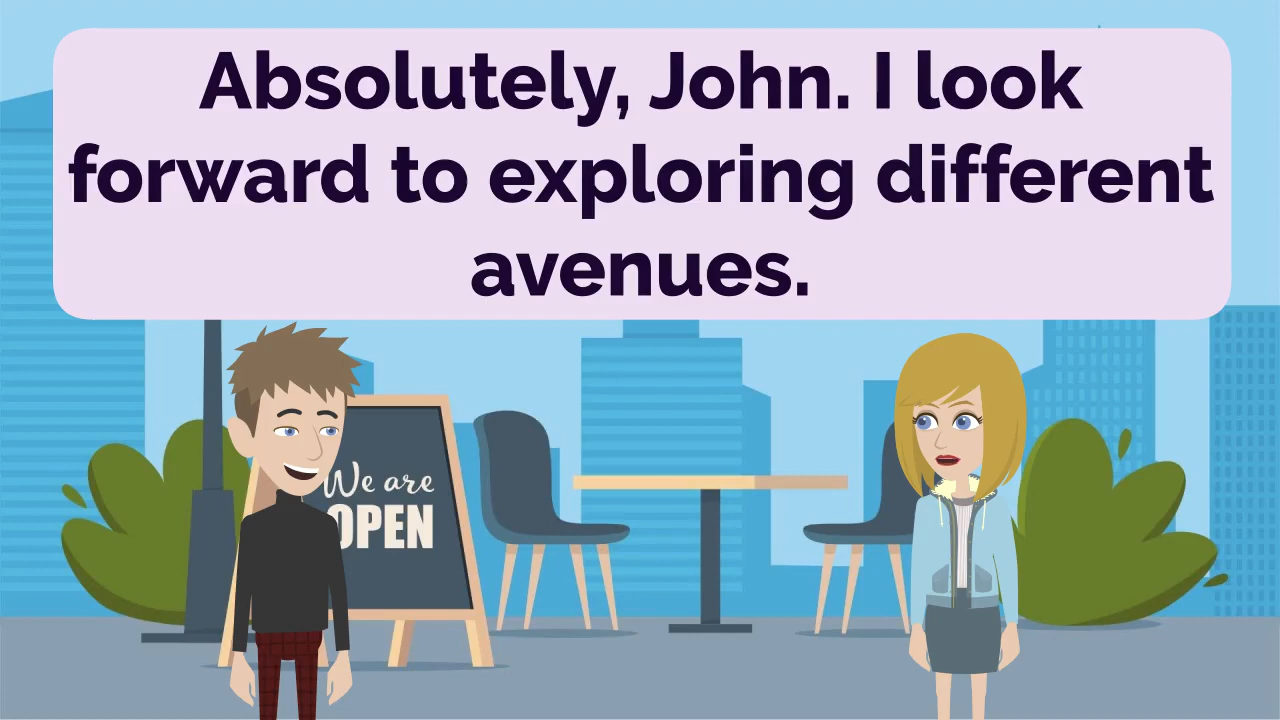 Absolutely, John. I look
forward to exploring different
avenues.
We are
OPEN